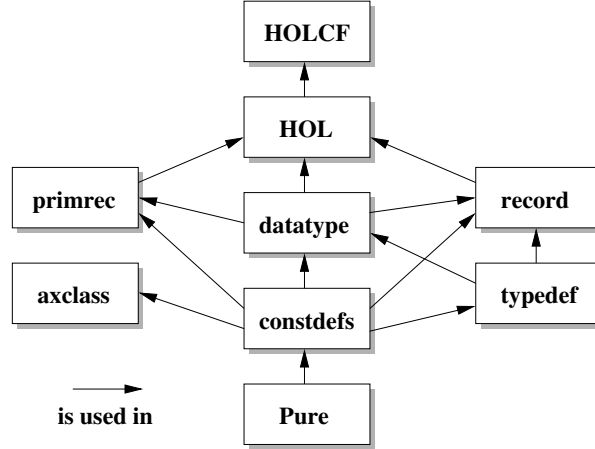 HOLCF
HOL
primrec
datatype
record
axclass
constdefs
typedef
is used in
Pure